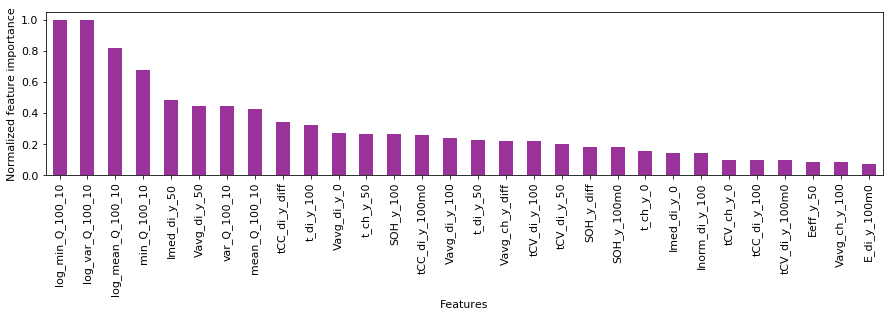 Normalized feature importance
1.0
0.8
0.6
0.4
0.2
0.0
log_min_Q_100_10
log_var_Q_100_10
log_mean_Q_100_10
min_Q_100_10
Imed_di_y_50
Vavg_di_y_50
var_Q_100_10
mean_Q_100_10
tCC_di_y_diff
t_di_y_100
Vavg_di_y_0
t_ch_y_50
SOH_y_100
tCC_di_y_100m0
Vavg_di_y_100
t_di_y_50
Vavg_ch_y_diff
tCV_di_y_100
tCV_di_y_50
SOH_y_diff
SOH_y_100m0
t_ch_y_0
Imed_di_y_0
Inorm_di_y_100
tCV_ch_y_0
tCC_di_y_100
tCV_di_y_100m0
Eeff_y_50
Vavg_ch_y_100
E_di_y_100m0
Features